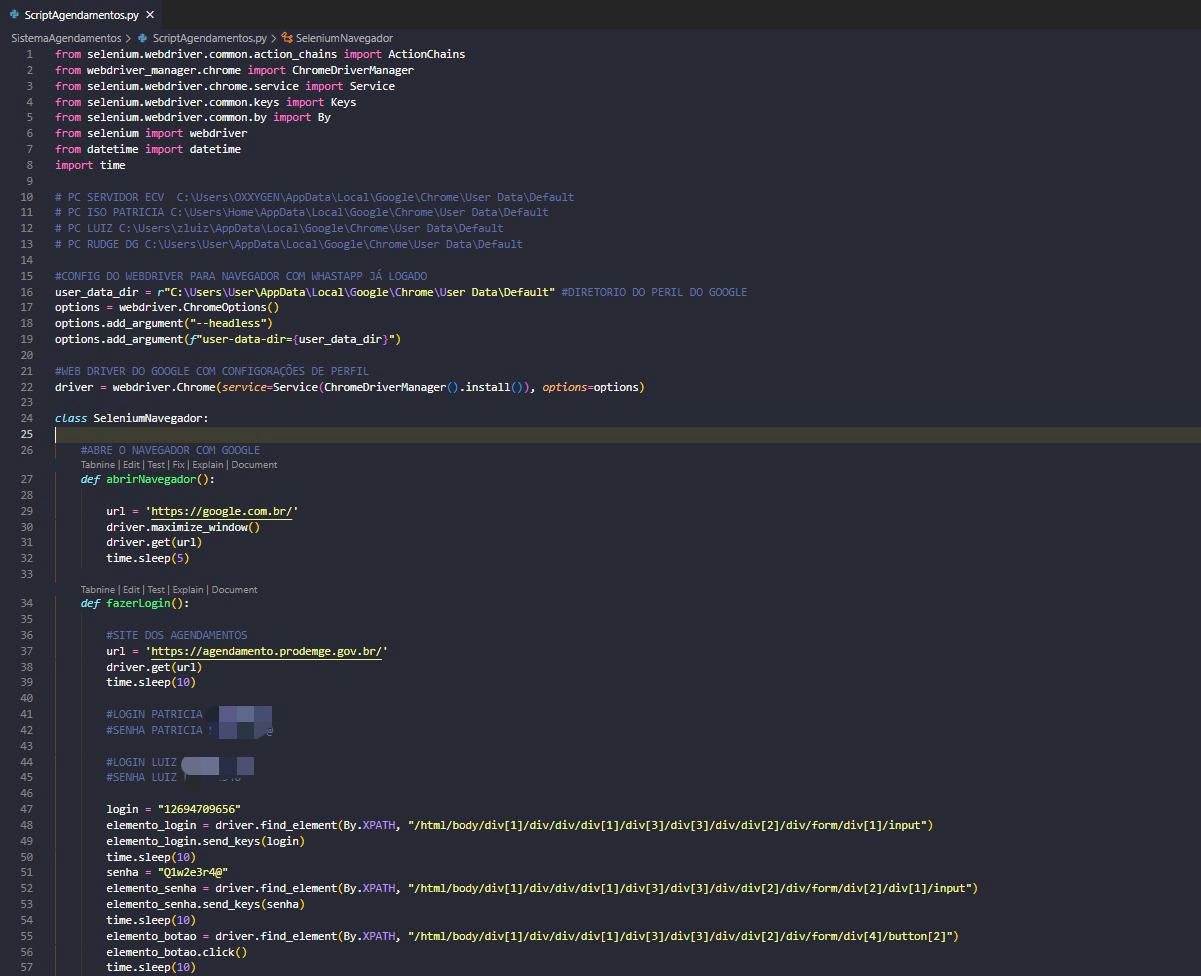 ScriptAgendamentos.py ×
SistemaAgendamentos > ScriptAgendamentos.py > SeleniumNavegador
1 from selenium.webdriver.common.action_chains import ActionChains
2 from webdriver_manager.chrome import ChromeDriverManager
3 from selenium.webdriver.chrome.service import Service
4 from selenium.webdriver.common.keys import Keys
5 from selenium.webdriver.common.by import By
6 from selenium import webdriver
7 from datetime import datetime
8 import time
9
10 # PC SERVIDOR ECV  C:\Users\OXXYGEN\AppData\Local\Google\Chrome\User Data\Default
11 # PC ISO PATRICIA C:\Users\Home\AppData\Local\Google\Chrome\User Data\Default
12 # PC LUIZ C:\Users\zluiz\AppData\Local\Google\Chrome\User Data\Default
13 # PC RUDGE DG C:\Users\User\AppData\Local\Google\Chrome\User Data\Default
14
15 #CONFIG DO WEBDRIVER PARA NAVEGADOR COM WHASTAPP JÁ LOGADO
16 user_data_dir = r"C:\Users\User\AppData\Local\Google\Chrome\User Data\Default" #DIRETORIO DO PERIL DO GOOGLE
17 options = webdriver.ChromeOptions()
18 options.add_argument("--headless")
19 options.add_argument(f"user-data-dir={user_data_dir}")
20
21 #WEB DRIVER DO GOOGLE COM CONFIGORAÇÕES DE PERFIL
22 driver = webdriver.Chrome(service=Service(ChromeDriverManager().install()), options=options)
23
24 class SeleniumNavegador:
25
26 #ABRE O NAVEGADOR COM GOOGLE
Tabnine | Edit | Test | Fix | Explain | Document
27 def abrirNavegador():
28
29 url = 'https://google.com.br/'
30 driver.maximize_window()
31 driver.get(url)
32 time.sleep(5)
33
Tabnine | Edit | Test | Explain | Document
34 def fazerLogin():
35
36 #SITE DOS AGENDAMENTOS
37 url = 'https://agendamento.prodemge.gov.br/'
38 driver.get(url)
39 time.sleep(10)
40
41 #LOGIN PATRICIA
42 #SENHA PATRICIA
43
44 #LOGIN LUIZ
45 #SENHA LUIZ
46
47 login = "12694709656"
48 elemento_login = driver.find_element(By.XPATH, "/html/body/div[1]/div/div/div[1]/div[3]/div[3]/div/div[2]/div/form/div[1]/input")
49 elemento_login.send_keys(login)
50 time.sleep(10)
51 senha = "Q1w2e3r4@"
52 elemento_senha = driver.find_element(By.XPATH, "/html/body/div[1]/div/div/div[1]/div[3]/div[3]/div/div[2]/div/form/div[2]/div[1]/input")
53 elemento_senha.send_keys(senha)
54 time.sleep(10)
55 elemento_botao = driver.find_element(By.XPATH, "/html/body/div[1]/div/div/div[1]/div[3]/div[3]/div/div[2]/div/form/div[4]/button[2]")
56 elemento_botao.click()
57 time.sleep(10)